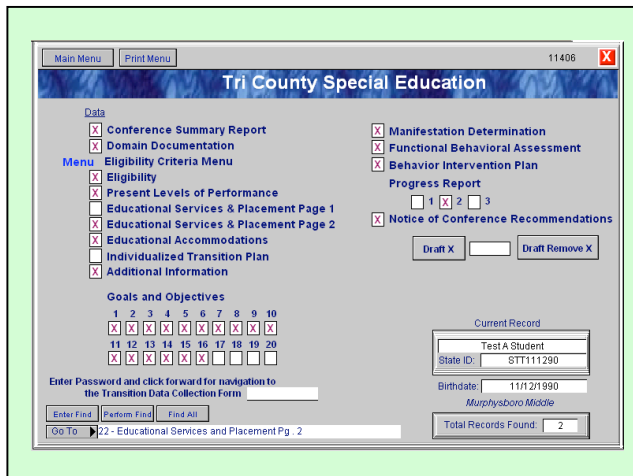 Main Menu Print Menu 11406 X
Tri County Special Education
Data
X Conference Summary Report
X Domain Documentation
Menu Eligibility Criteria Menu
X Eligibility
X Present Levels of Performance
Educational Services & Placement Page 1
X Educational Services & Placement Page 2
X Educational Accommodations
Individualized Transition Plan
X Additional Information
X Manifestation Determination
X Functional Behavioral Assessment
X Behavior Intervention Plan
Progress Report
1 X 2 3
X Notice of Conference Recommendations
Draft X Draft Remove X
Goals and Objectives
1 2 3 4 5 6 7 8 9 10
X X X X X X X X X X
11 12 13 14 15 16 17 18 19 20
X X X X X X
Enter Password and click forward for navigation to
the Transition Data Collection Form
Enter Find Perform Find Find All
Go To 22 - Educational Services and Placement Pg . 2
Current Record
Test A Student
State ID: STT111290
Birthdate: 11/12/1990
Murphysboro Middle
Total Records Found: 2